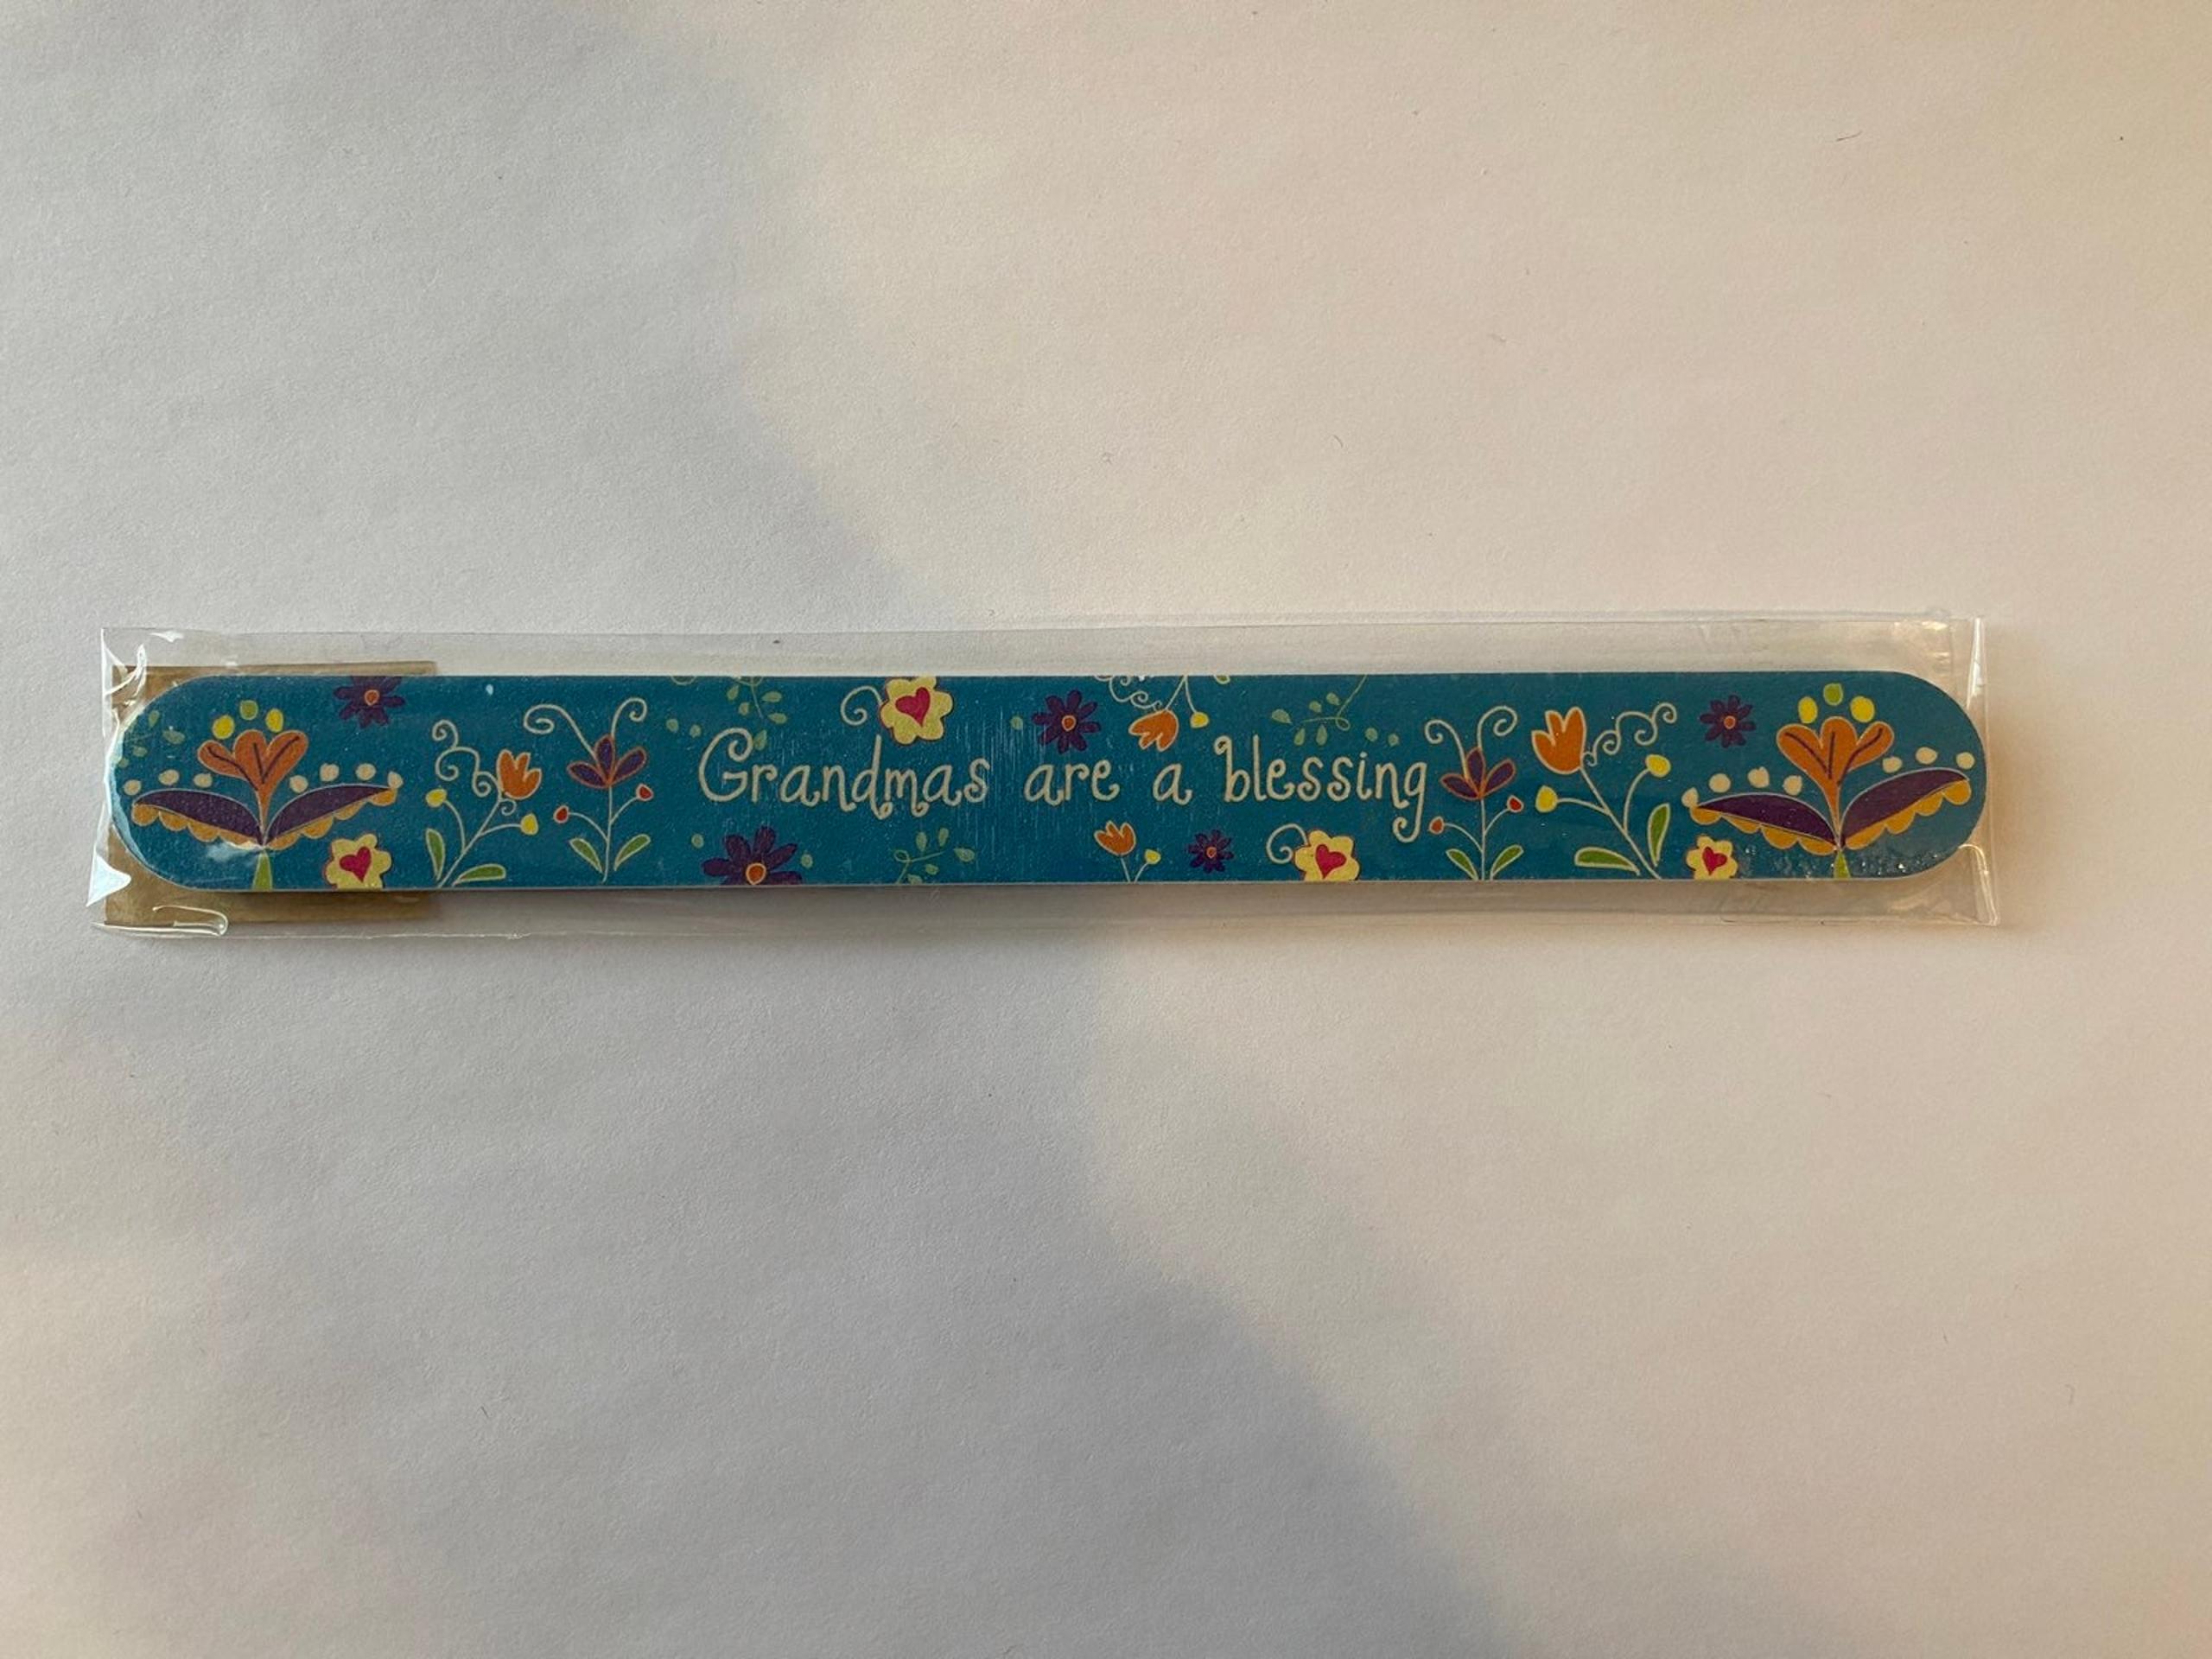 Grandmas are a blessing